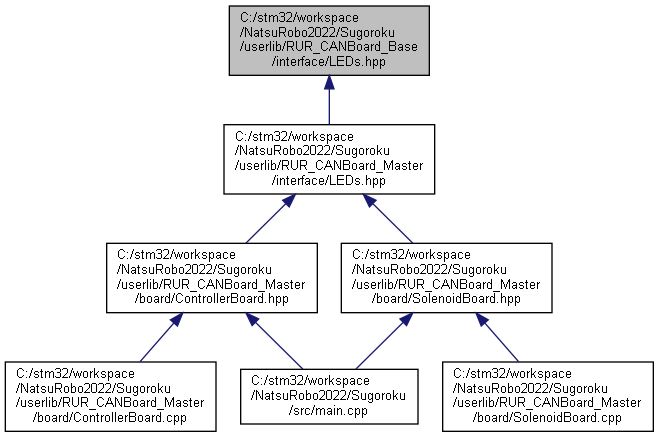 C:/stm32/workspace
/NatsuRobo2022/Sugoroku
/userlib/RUR_CANBoard_Base
/interface/LEDs.hpp
C:/stm32/workspace
/NatsuRobo2022/Sugoroku
/userlib/RUR_CANBoard_Master
/interface/LEDs.hpp
C:/stm32/workspace
/NatsuRobo2022/Sugoroku
/userlib/RUR_CANBoard_Master
/board/ControllerBoard.hpp
C:/stm32/workspace
/NatsuRobo2022/Sugoroku
/userlib/RUR_CANBoard_Master
/board/SolenoidBoard.hpp
C:/stm32/workspace
/NatsuRobo2022/Sugoroku
/userlib/RUR_CANBoard_Master
/board/ControllerBoard.cpp
C:/stm32/workspace
/NatsuRobo2022/Sugoroku
/src/main.cpp
C:/stm32/workspace
/NatsuRobo2022/Sugoroku
/userlib/RUR_CANBoard_Master
/board/SolenoidBoard.cpp